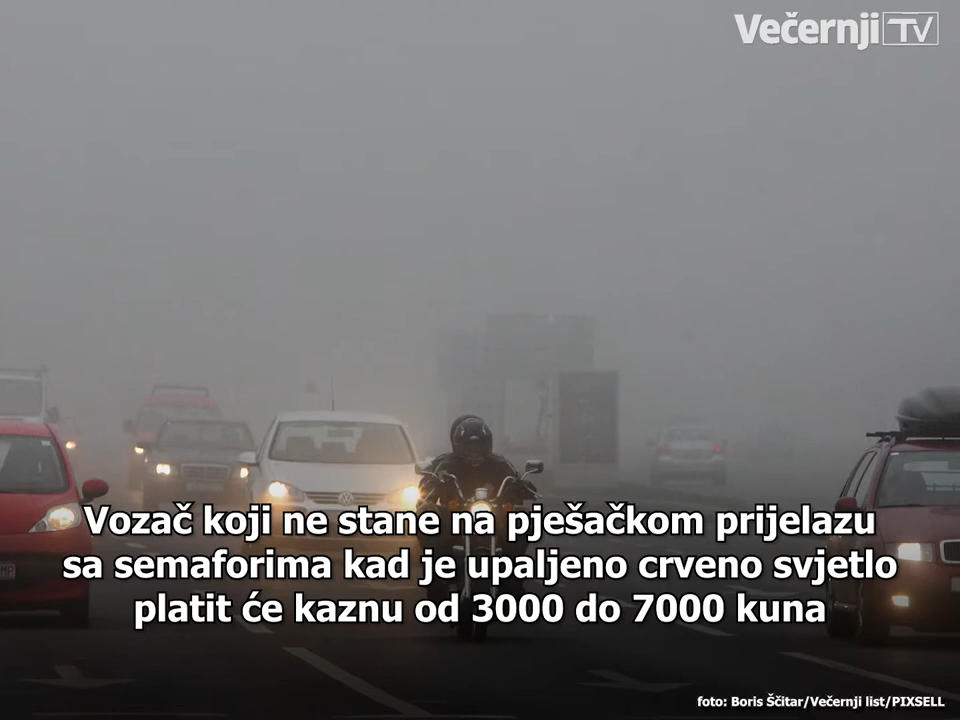 Večernji TV
Vozač koji ne stane na pješačkom prijelazu
sa semaforima kad je upaljeno crveno svjetlo
platit će kaznu od 3000 do 7000 kuna
foto: Boris Ščitar/Večernji list/PIXSELL